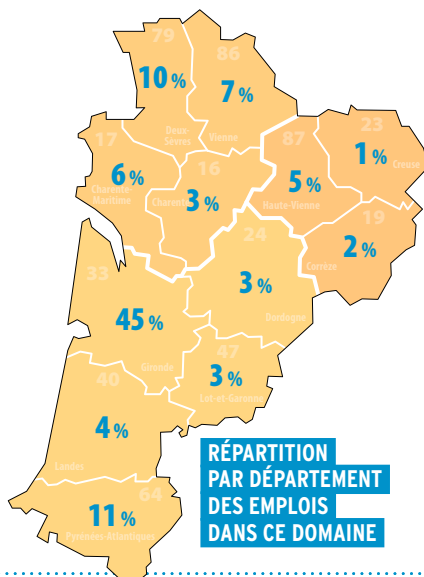 79
10 %
Deux-
Sèvres
86
7 %
Vienne
17
6 %
Charente-
Maritime
16
3 %
Charente
87
5 %
Haute-Vienne
23
1 %
Creuse
19
2 %
Corrèze
24
3 %
Dordogne
33
45 %
Gironde
47
3 %
Lot-et-Garonne
40
4 %
Landes
64
11 %
Pyrénées-Atlantiques
RÉPARTITION
PAR DÉPARTEMENT
DES EMPLOIS
DANS CE DOMAINE